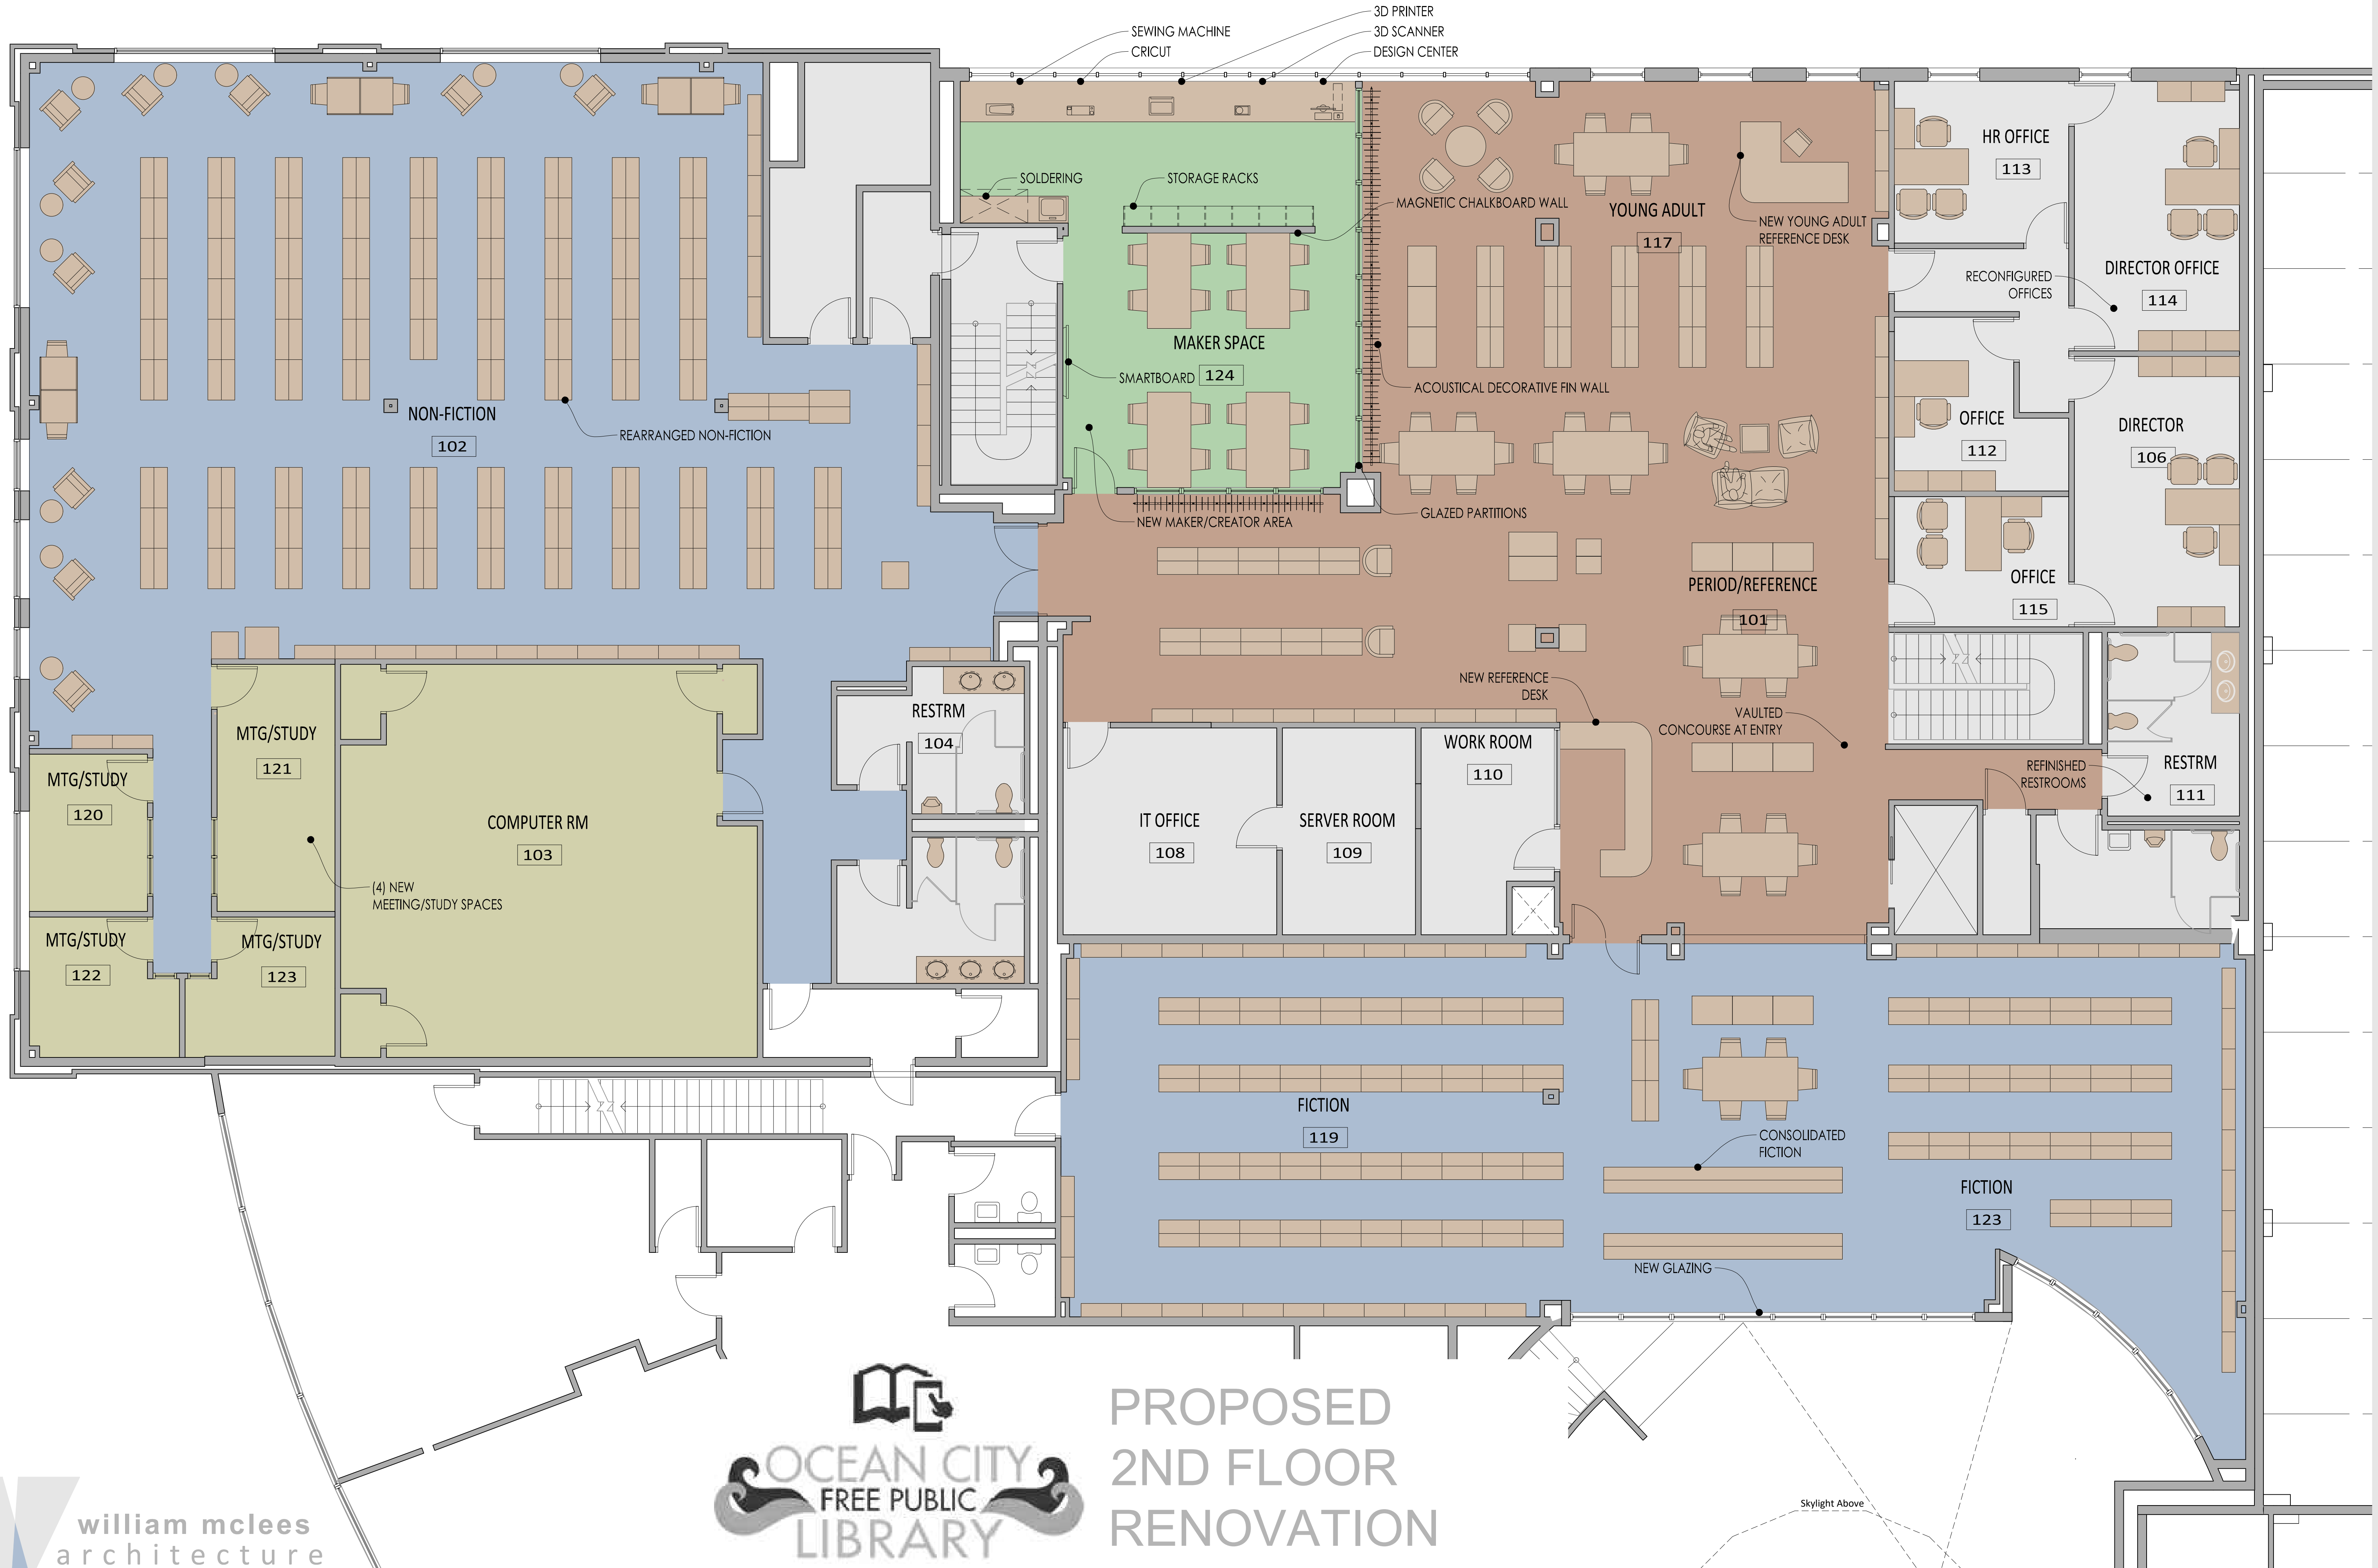 3D PRINTER
SEWING MACHINE
3D SCANNER
CRICUT
DESIGN CENTER
HR OFFICE
113
SOLDERING
STORAGE RACKS
MAGNETIC CHALKBOARD WALL
YOUNG ADULT
117
NEW YOUNG ADULT
REFERENCE DESK
RECONFIGURED
OFFICES
DIRECTOR OFFICE
114
MAKER SPACE
124
SMARTBOARD
ACOUSTICAL DECORATIVE FIN WALL
NON-FICTION
102
REARRANGED NON-FICTION
OFFICE
112
DIRECTOR
106
NEW MAKER/CREATOR AREA
GLAZED PARTITIONS
PERIOD/REFERENCE
101
OFFICE
115
NEW REFERENCE
DESK
VAULTED
CONCOURSE AT ENTRY
RESTRM
104
MTG/STUDY
121
MTG/STUDY
120
WORK ROOM
110
REFINISHED
RESTROOMS
RESTRM
111
COMPUTER RM
103
IT OFFICE
108
SERVER ROOM
109
(4) NEW
MEETING/STUDY SPACES
MTG/STUDY
122
MTG/STUDY
123
FICTION
119
CONSOLIDATED
FICTION
FICTION
123
NEW GLAZING
OCEAN CITY
FREE PUBLIC
LIBRARY
PROPOSED
2ND FLOOR
RENOVATION
Skylight Above
william mclees
architecture